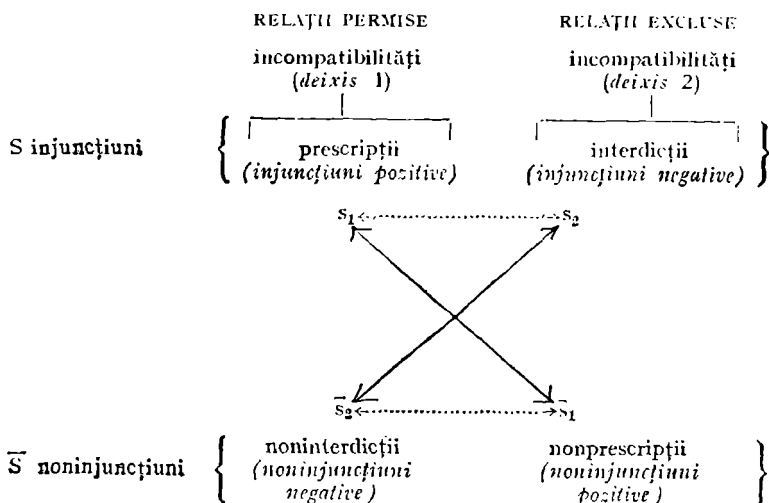 RELAȚII PERMISE RELAȚII EXCLUSE
incompatibilități incompatibilități
(deixis 1) (deixis 2)
S injuncțiuni { prescripții interdicții }
(injuncțiuni pozitive) (injuncțiuni negative)
s₁ s₂
s̄₂ s̄₁
S̄ noninjuncțiuni { noninterdicții nonprescripții }
(noninjuncțiuni (noninjuncțiuni
negative) pozitive)